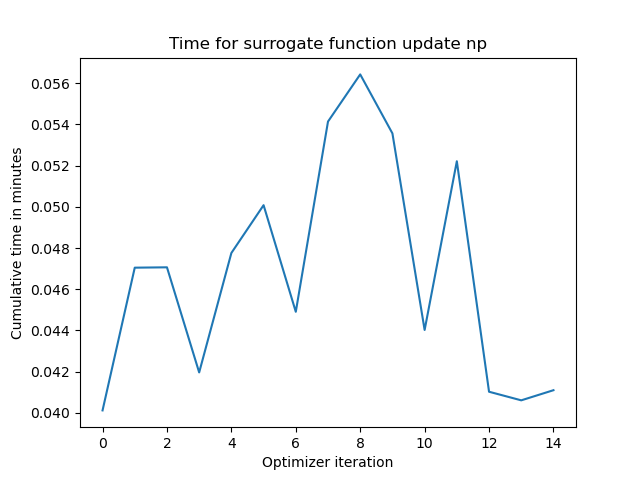 Time for surrogate function update np
Cumulative time in minutes
0.056
0.054
0.052
0.050
0.048
0.046
0.044
0.042
0.040
0 2 4 6 8 10 12 14
Optimizer iteration